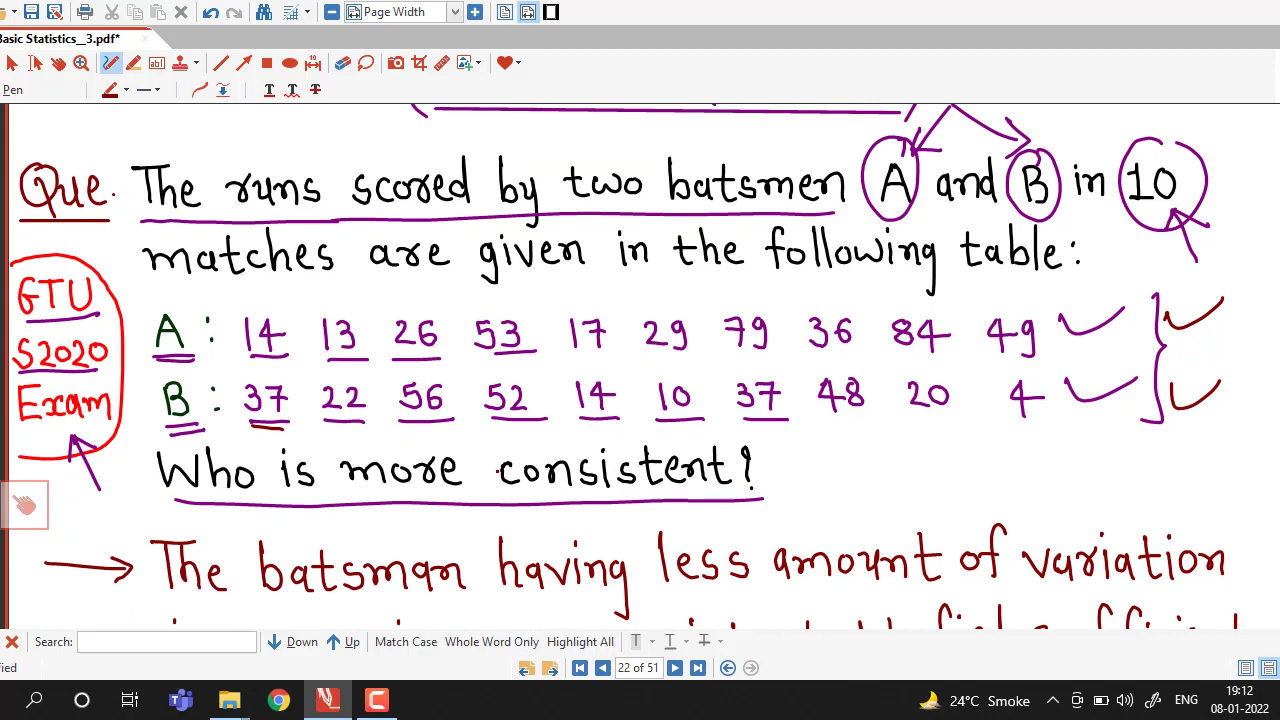 Page Width
Basic Statistics_3.pdf*
Pen
Que. The runs scored by two batsmen A and B in 10
matches are given in the following table:
GTU
S2020
Exam
A : 14 13 26 53 17 29 79 36 84 49
B : 37 22 56 52 14 10 37 48 20 4
Who is more consistent?
→ The batsman having less amount of variation
Search: Down Up Match Case Whole Word Only Highlight All T T T
fied 22 of 51
24°C Smoke ENG 19:12
08-01-2022